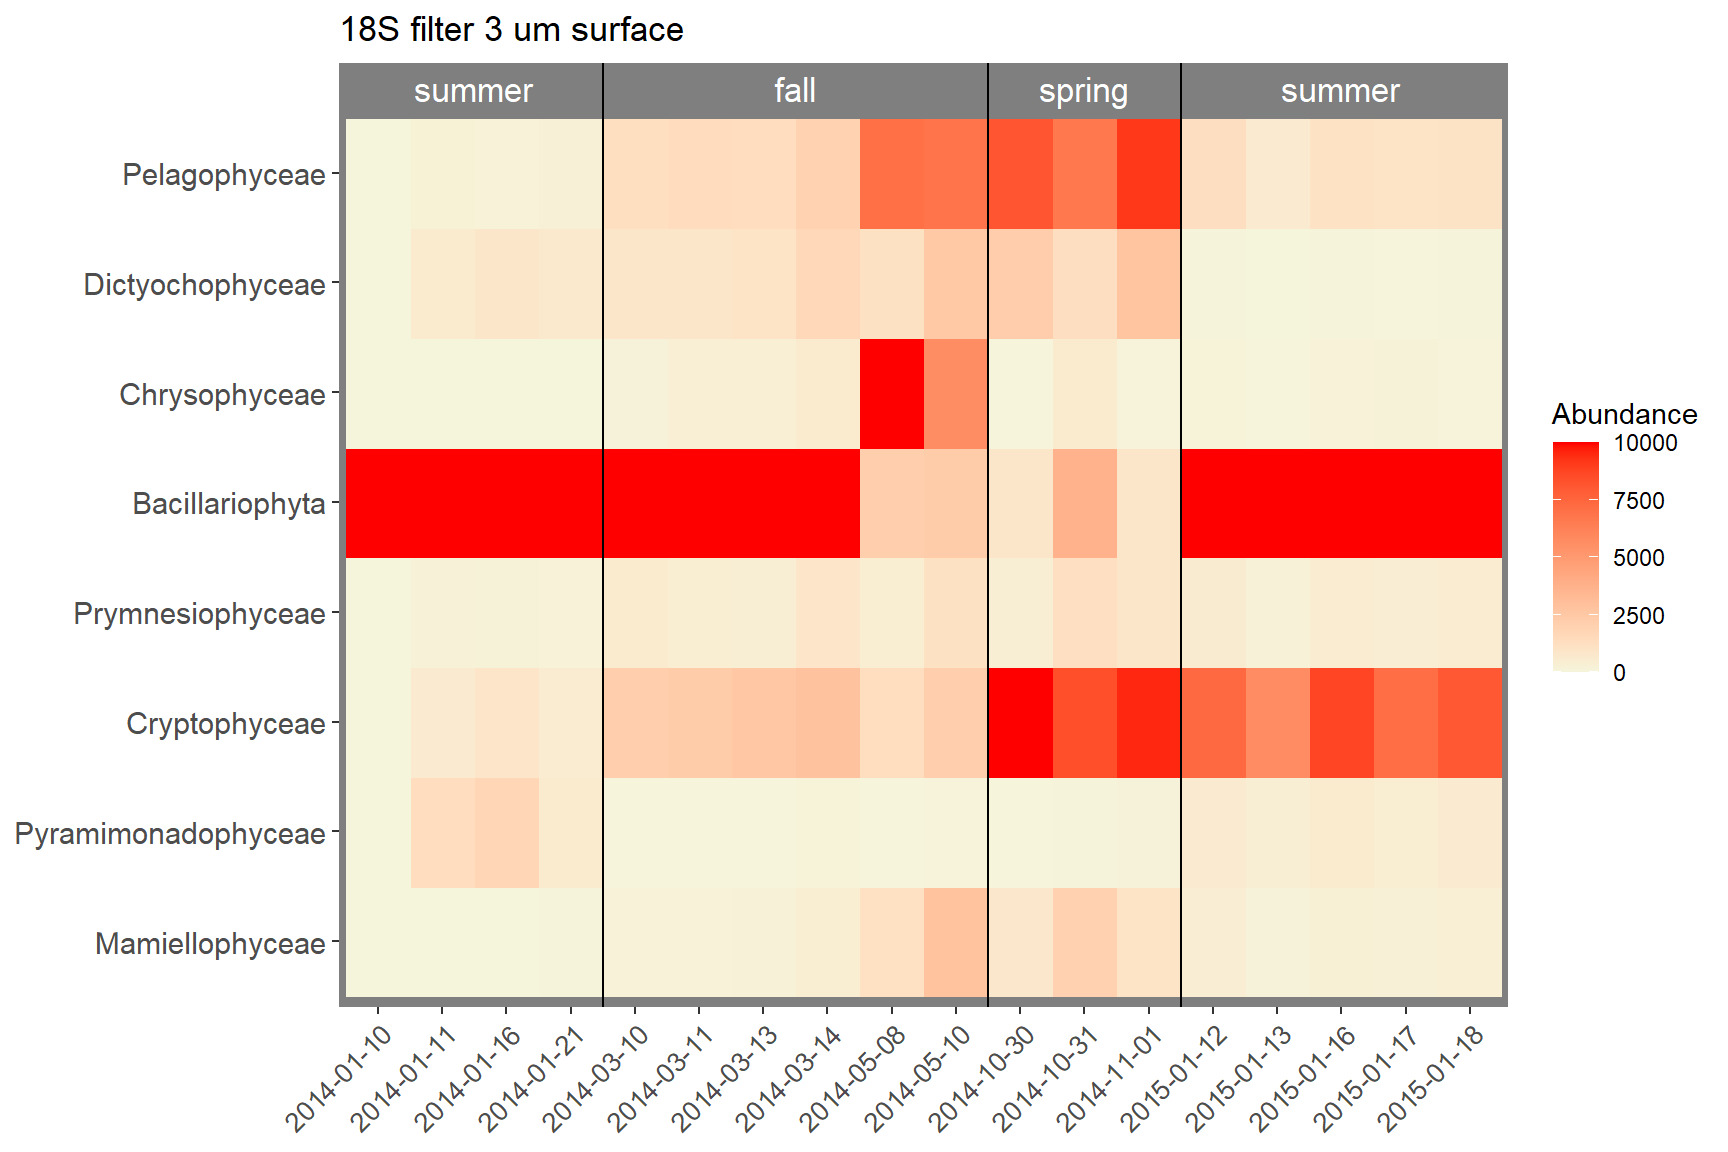 18S filter 3 um surface
summer fall spring summer
Pelagophyceae
Dictyochophyceae
Chrysophyceae
Bacillariophyta
Prymnesiophyceae
Cryptophyceae
Pyramimonadophyceae
Mamiellophyceae
2014-01-10
2014-01-11
2014-01-16
2014-01-21
2014-03-10
2014-03-11
2014-03-13
2014-03-14
2014-05-08
2014-05-10
2014-10-30
2014-10-31
2014-11-01
2015-01-12
2015-01-13
2015-01-16
2015-01-17
2015-01-18
Abundance
10000
7500
5000
2500
0